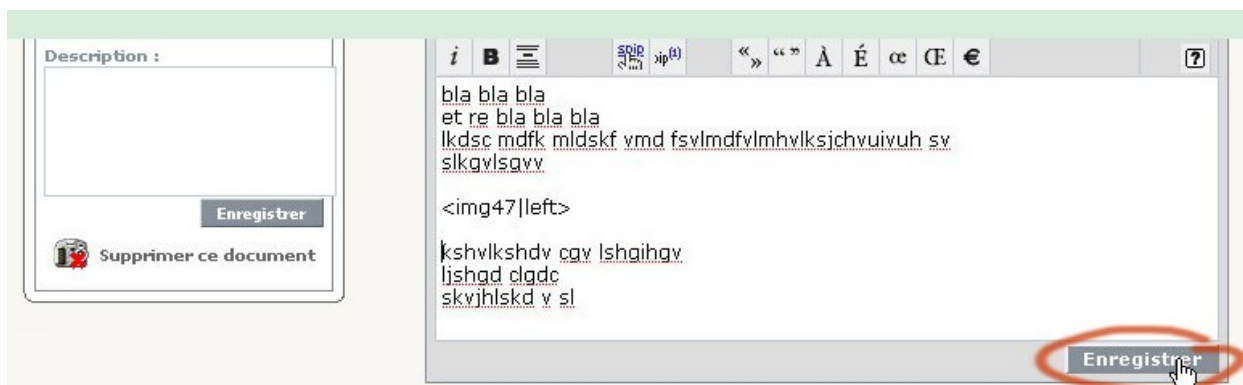 Description :
Enregistrer
Supprimer ce document
i B « » “ ” À É œ Œ € ?
bla bla bla
et re bla bla bla
lkdsc mdfk mldskf vmd fsvlmdfvlmhvlksjchvuivuh sv
slkgvlsgvv
<img47|left>
kshvlkshdv cgv lshgihgv
ljshgd clgdc
skvjhlskd v sl
Enregistrer